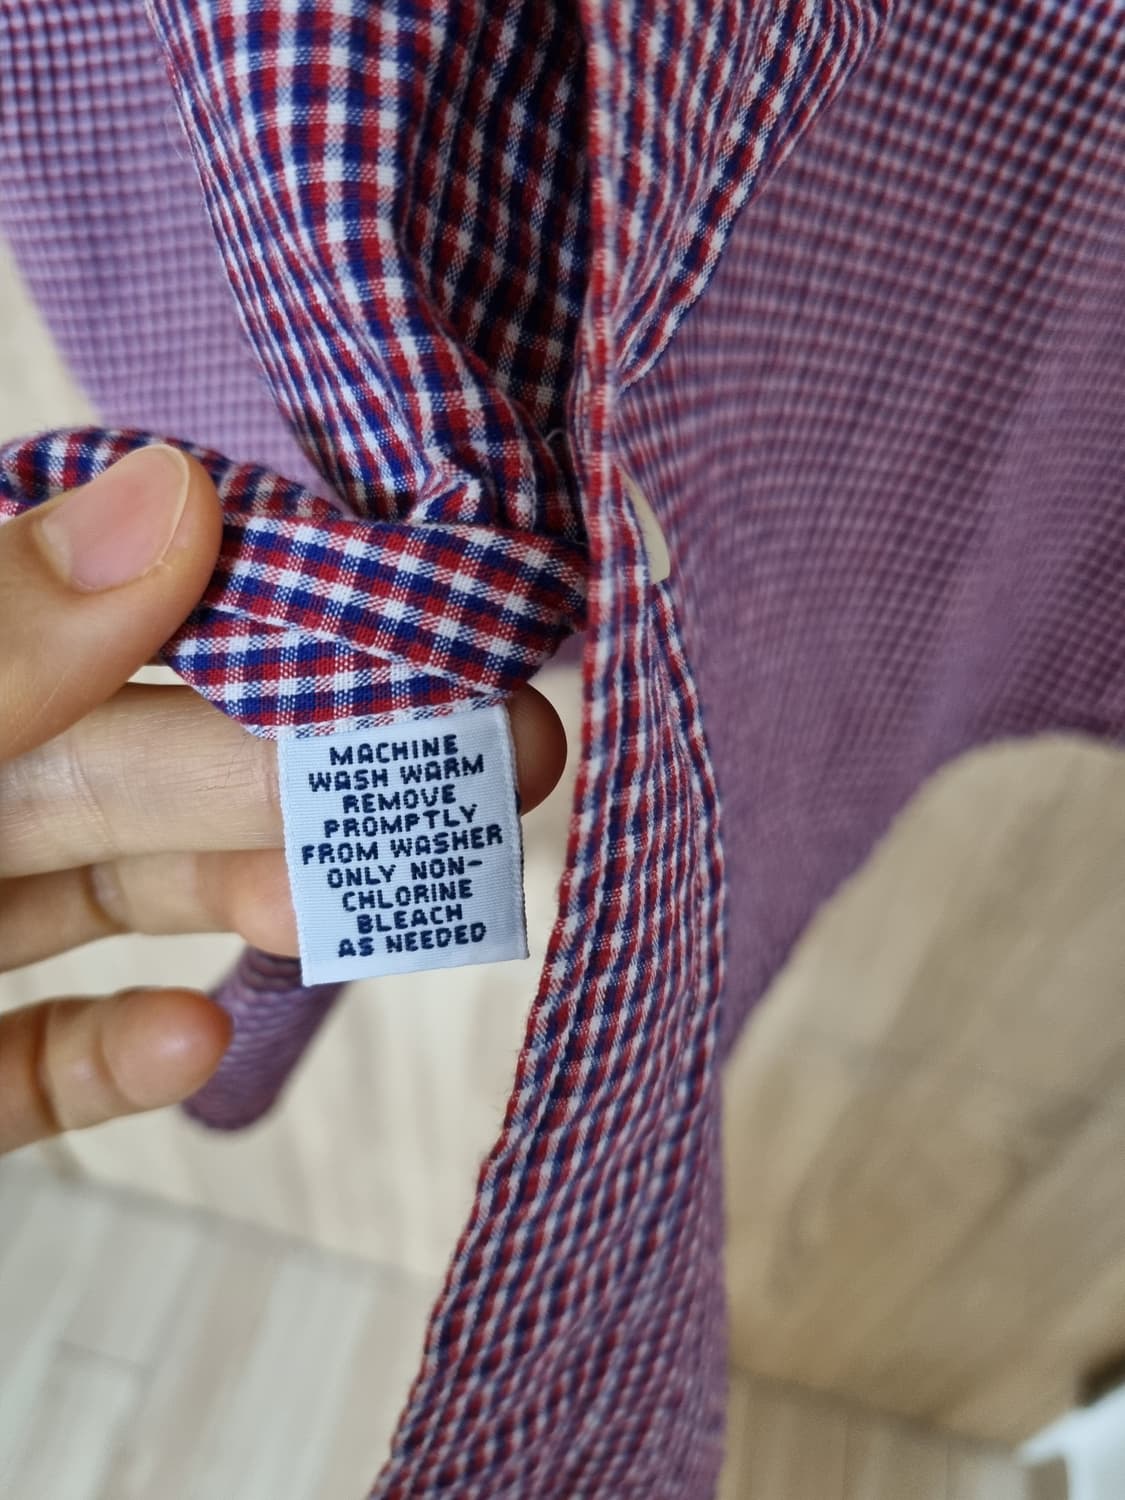 MACHINE
WASH WARM
REMOVE
PROMPTLY
FROM WASHER
ONLY NON-
CHLORINE
BLEACH
AS NEEDED